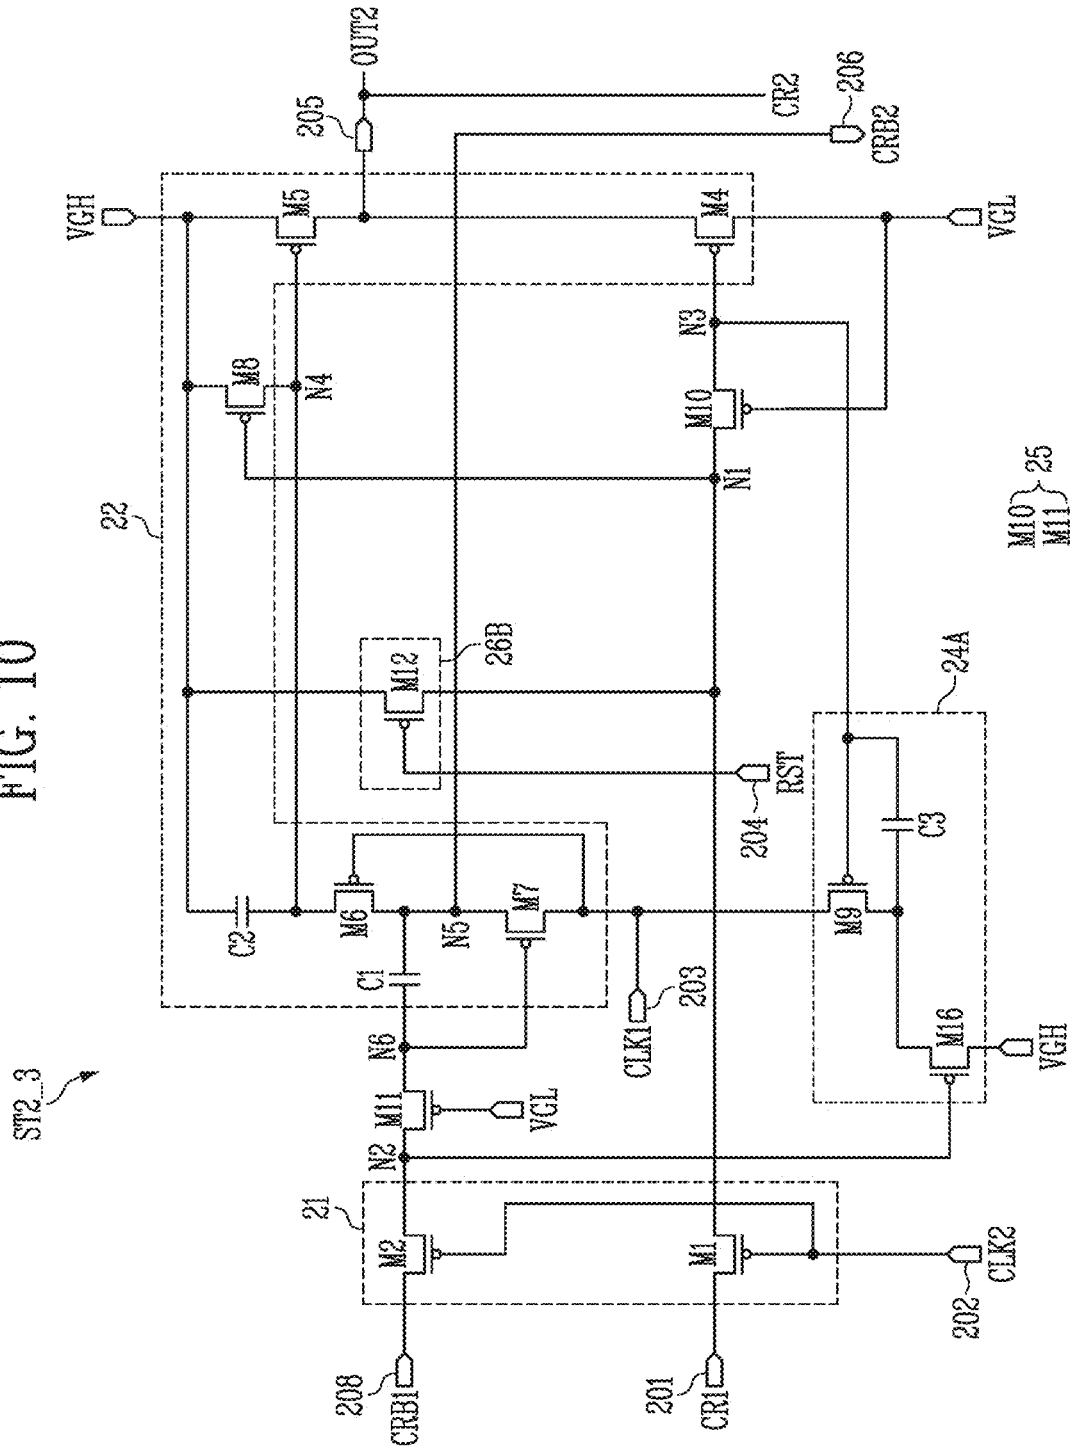 FIG. 10
ST2_3
22
VGH
C2
M8
M5
205
OUT2
N4
M6
C1
N6
N5
M7
M12
26B
CR2
206
CRB2
21
M2
N2
M11
VGL
208
CRB1
CLK1
203
204
RST
N1
M10
N3
M4
VGL
201
CR1
M1
202
CLK2
M16
VGH
M9
C3
24A
M10
M11
25